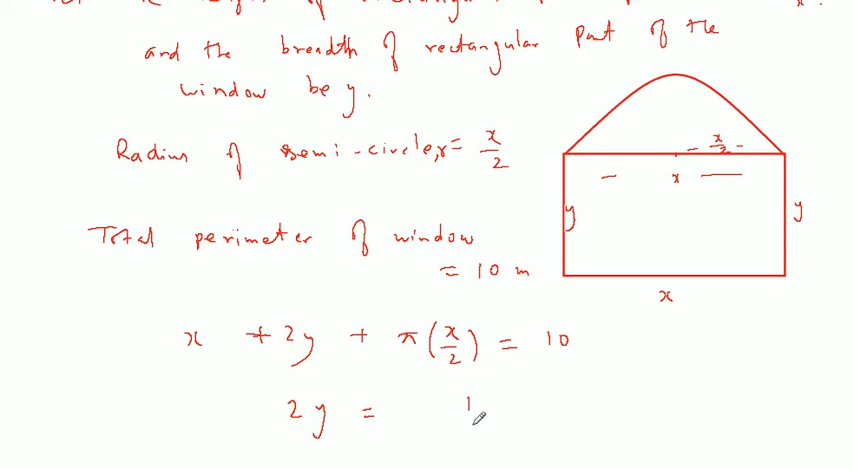 and the breadth of rectangular part of the
window be y.
Radius of semi-circle, r = x/2
Total perimeter of window
= 10 m
x + 2y + π(x/2) = 10
2y = 1
x/2
x
y
y
x